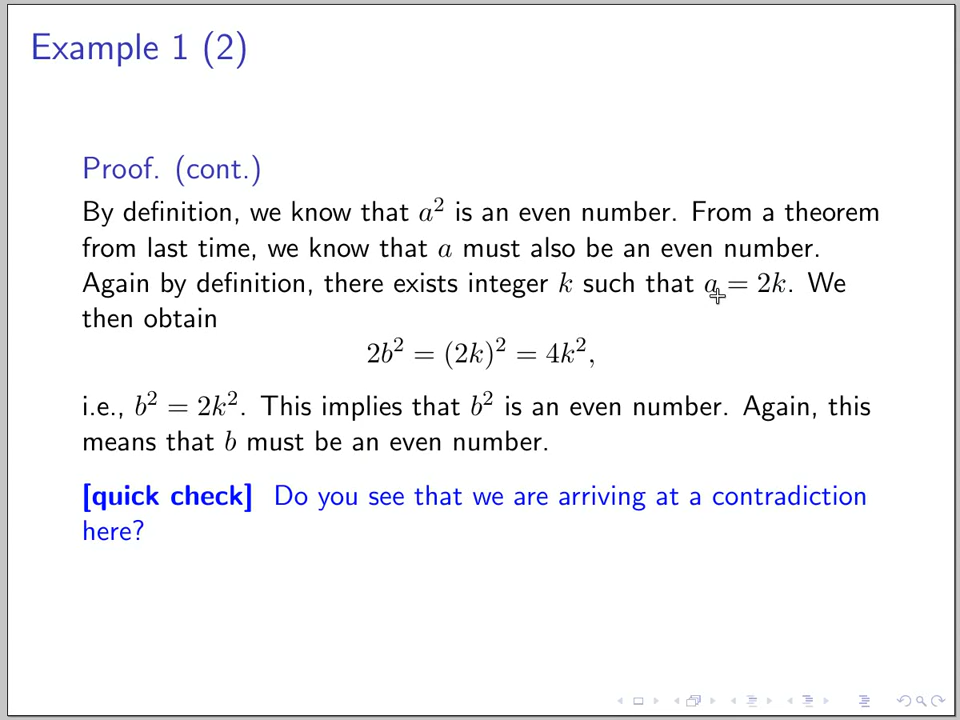 Example 1 (2)
Proof. (cont.)
By definition, we know that a² is an even number. From a theorem
from last time, we know that a must also be an even number.
Again by definition, there exists integer k such that a = 2k. We
then obtain
2b² = (2k)² = 4k²,
i.e., b² = 2k². This implies that b² is an even number. Again, this
means that b must be an even number.
[quick check] Do you see that we are arriving at a contradiction
here?